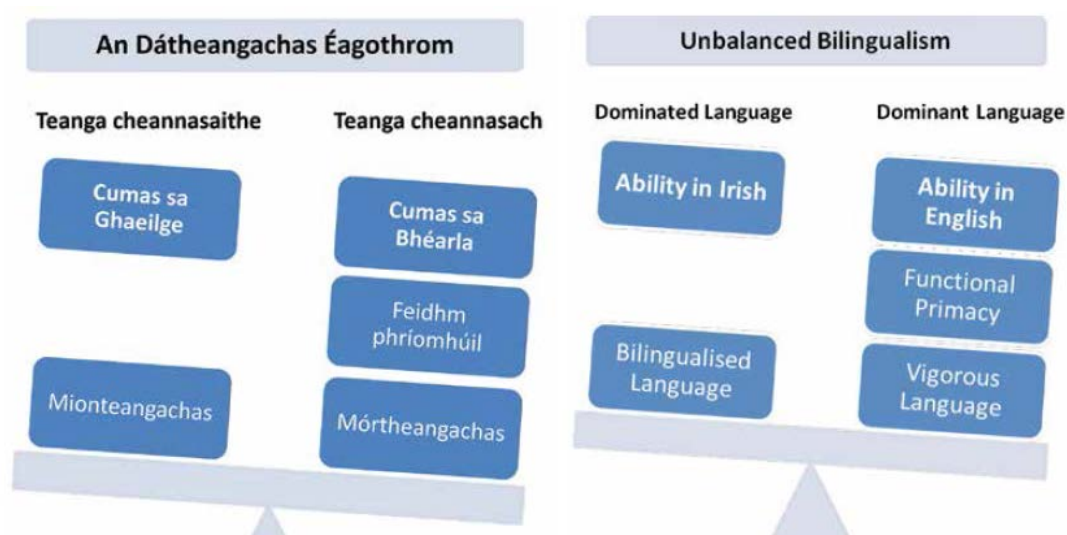 An Dátheangachas Éagothrom
Teanga cheannasaithe
Teanga cheannasach
Cumas sa
Ghaeilge
Cumas sa
Bhéarla
Feidhm
phríomhúil
Mionteangachas
Mórtheangachas
Unbalanced Bilingualism
Dominated Language
Dominant Language
Ability in Irish
Ability in
English
Functional
Primacy
Bilingualised
Language
Vigorous
Language